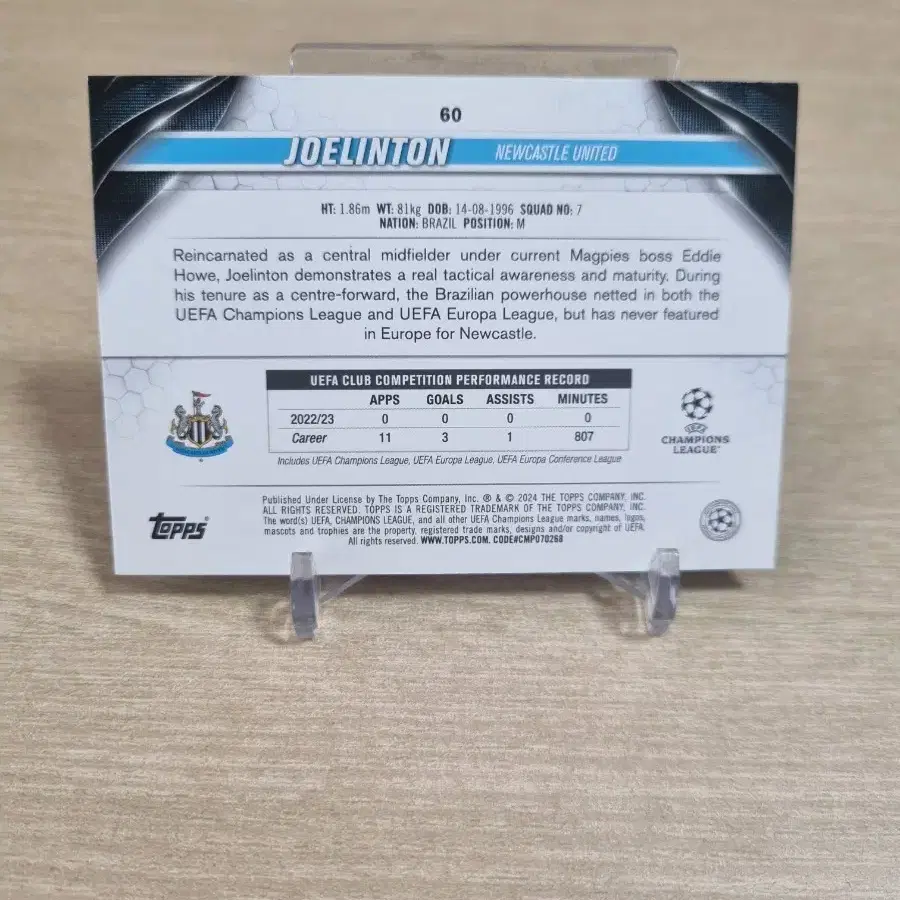 60
JOELINTON NEWCASTLE UNITED
HT: 1.86m WT: 81kg DOB: 14-08-1996 SQUAD NO: 7
NATION: BRAZIL POSITION: M
Reincarnated as a central midfielder under current Magpies boss Eddie
Howe, Joelinton demonstrates a real tactical awareness and maturity. During
his tenure as a centre-forward, the Brazilian powerhouse netted in both the
UEFA Champions League and UEFA Europa League, but has never featured
in Europe for Newcastle.
UEFA CLUB COMPETITION PERFORMANCE RECORD
APPS GOALS ASSISTS MINUTES
2022/23 0 0 0 0
Career 11 3 1 807
Includes UEFA Champions League, UEFA Europa League, UEFA Europa Conference League
UEFA
CHAMPIONS
LEAGUE
Topps
Published Under License by The Topps Company, Inc. ® & © 2024 THE TOPPS COMPANY, INC.
ALL RIGHTS RESERVED. TOPPS IS A REGISTERED TRADEMARK OF THE TOPPS COMPANY, INC.
The word(s) UEFA, CHAMPIONS LEAGUE, and all other UEFA Champions League marks, names, logos,
mascots and trophies are the property, registered trade marks, designs and/or copyright of UEFA.
All rights reserved. WWW.TOPPS.COM. CODE#CMP070268